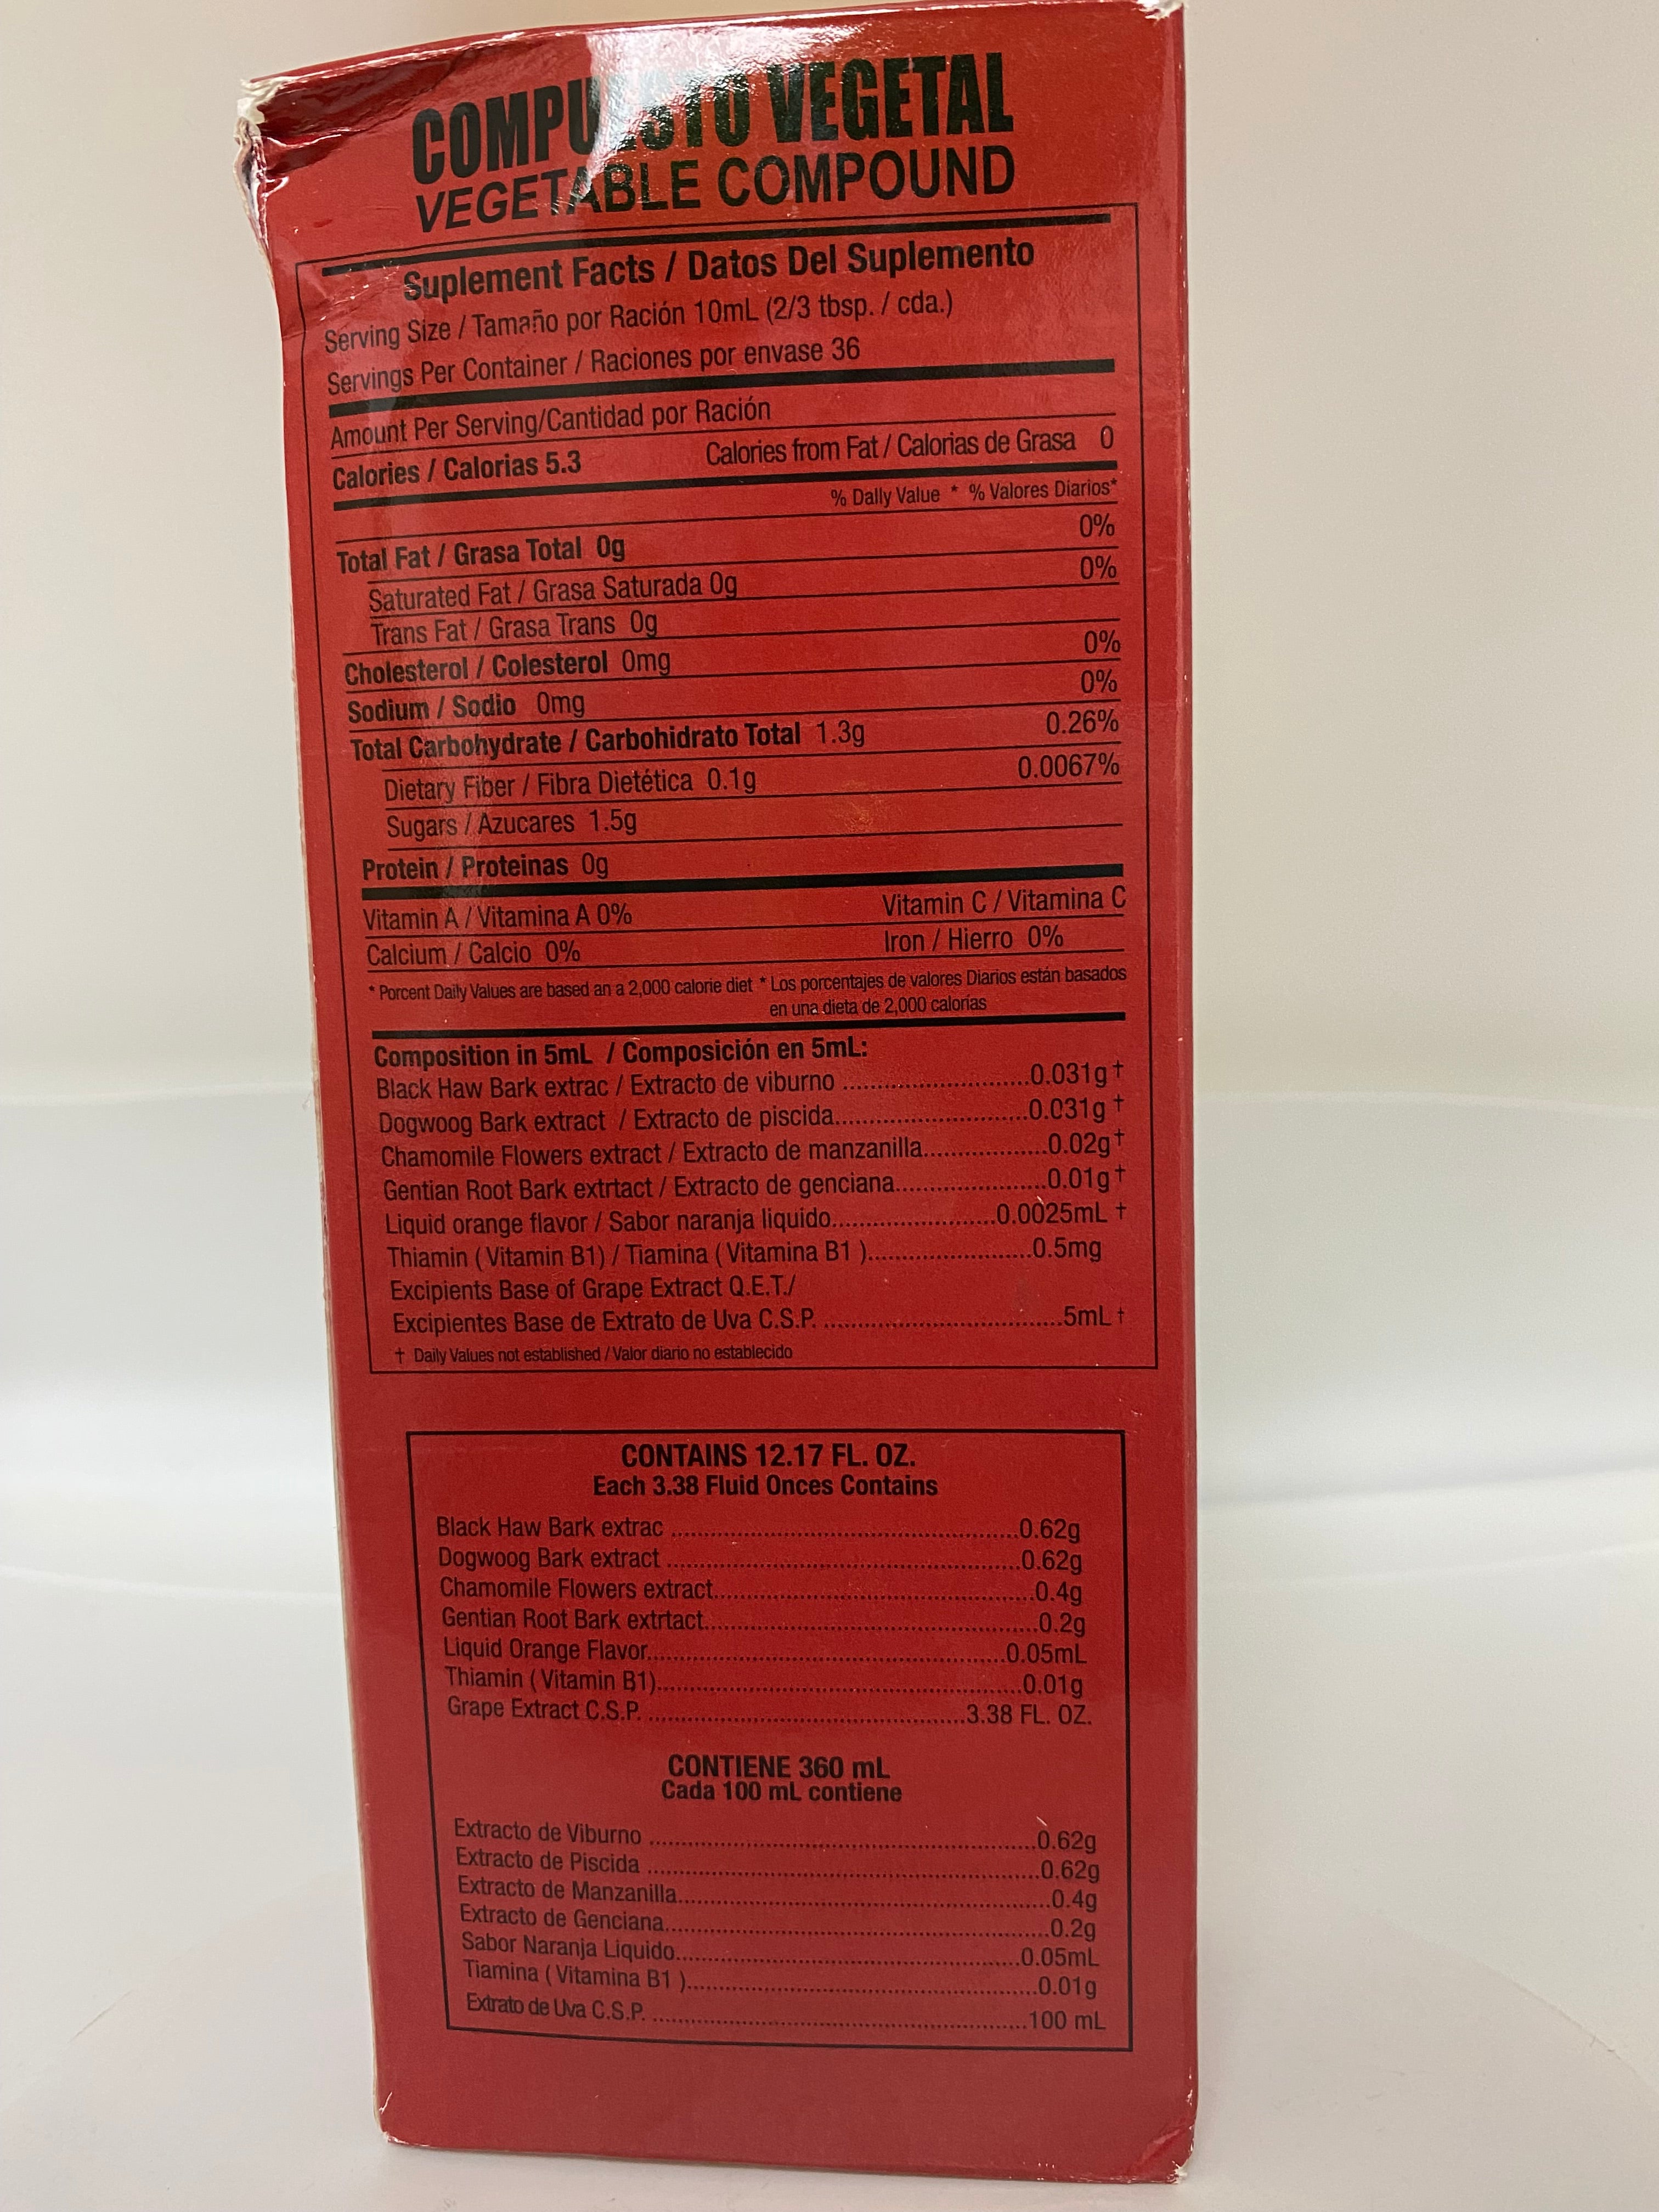 VEGETAL
VEGETABLE COMPOUND
Suplement Facts / Datos Del Suplemento
Serving Size / Tamaño por Ración 10mL (2/3 tbsp. / cda.)
Servings Per Container / Raciones por envase 36
Amount Per Serving/Cantidad por Ración
Calories / Calorias 5.3 Calories from Fat / Calorias de Grasa 0
% Dally Value * % Valores Diarios*
Total Fat / Grasa Total 0g 0%
Saturated Fat / Grasa Saturada 0g 0%
Trans Fat / Grasa Trans 0g
Cholesterol / Colesterol 0mg 0%
Sodium / Sodio 0mg 0%
Total Carbohydrate / Carbohidrato Total 1.3g 0.26%
Dietary Fiber / Fibra Dietética 0.1g 0.0067%
Sugars / Azucares 1.5g
Protein / Proteinas 0g
Vitamin A / Vitamina A 0% Vitamin C / Vitamina C
Calcium / Calcio 0% Iron / Hierro 0%
* Porcent Daily Values are based an a 2,000 calorie diet * Los porcentajes de valores Diarios están basados
en una dieta de 2,000 calorías
Composition in 5mL / Composición en 5mL:
Black Haw Bark extrac / Extracto de viburno ..........................0.031g†
Dogwoog Bark extract / Extracto de piscida..........................0.031g†
Chamomile Flowers extract / Extracto de manzanilla.................0.02g†
Gentian Root Bark extrtact / Extracto de genciana....................0.01g†
Liquid orange flavor / Sabor naranja liquido......................0.0025mL †
Thiamin ( Vitamin B1) / Tiamina ( Vitamina B1 )......................0.5mg
Excipients Base of Grape Extract Q.E.T./
Excipientes Base de Extrato de Uva C.S.P. ...............................5mL †
† Daily Values not established / Valor diario no establecido
CONTAINS 12.17 FL. OZ.
Each 3.38 Fluid Onces Contains
Black Haw Bark extrac .............................................0.62g
Dogwoog Bark extract .............................................0.62g
Chamomile Flowers extract.........................................0.4g
Gentian Root Bark extrtact..........................................0.2g
Liquid Orange Flavor..............................................0.05mL
Thiamin ( Vitamin B1)..............................................0.01g
Grape Extract C.S.P. .........................................3.38 FL. OZ.
CONTIENE 360 mL
Cada 100 mL contiene
Extracto de Viburno ................................................0.62g
Extracto de Piscida ................................................0.62g
Extracto de Manzanilla..............................................0.4g
Extracto de Genciana................................................0.2g
Sabor Naranja Liquido.............................................0.05mL
Tiamina ( Vitamina B1 )............................................0.01g
Extrato de Uva C.S.P. ..............................................100 mL